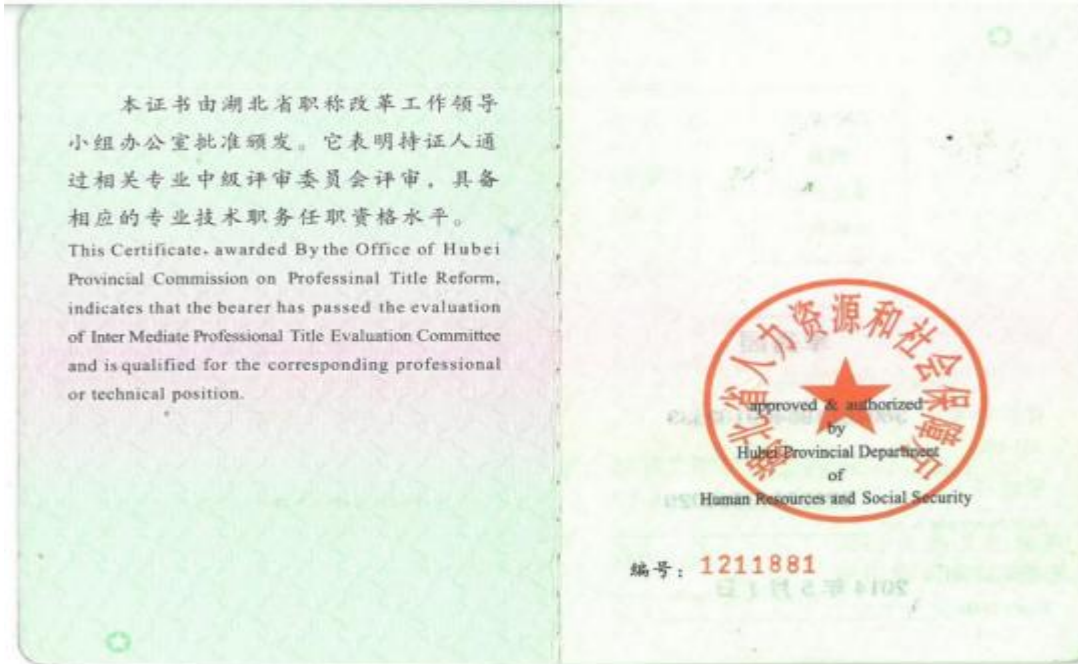 本证书由湖北省职称改革工作领导
小组办公室批准颁发。它表明持证人通
过相关专业中级评审委员会评审，具备
相应的专业技术职务任职资格水平。
This Certificate, awarded By the Office of Hubei
Provincial Commission on Professinal Title Reform,
indicates that the bearer has passed the evaluation
of Inter Mediate Professional Title Evaluation Committee
and is qualified for the corresponding professional
or technical position.
湖北省人力资源和社会保障厅
approved & authorized
by
Hubei Provincial Department
of
Human Resources and Social Security
编号：1211881
2014年5月1日